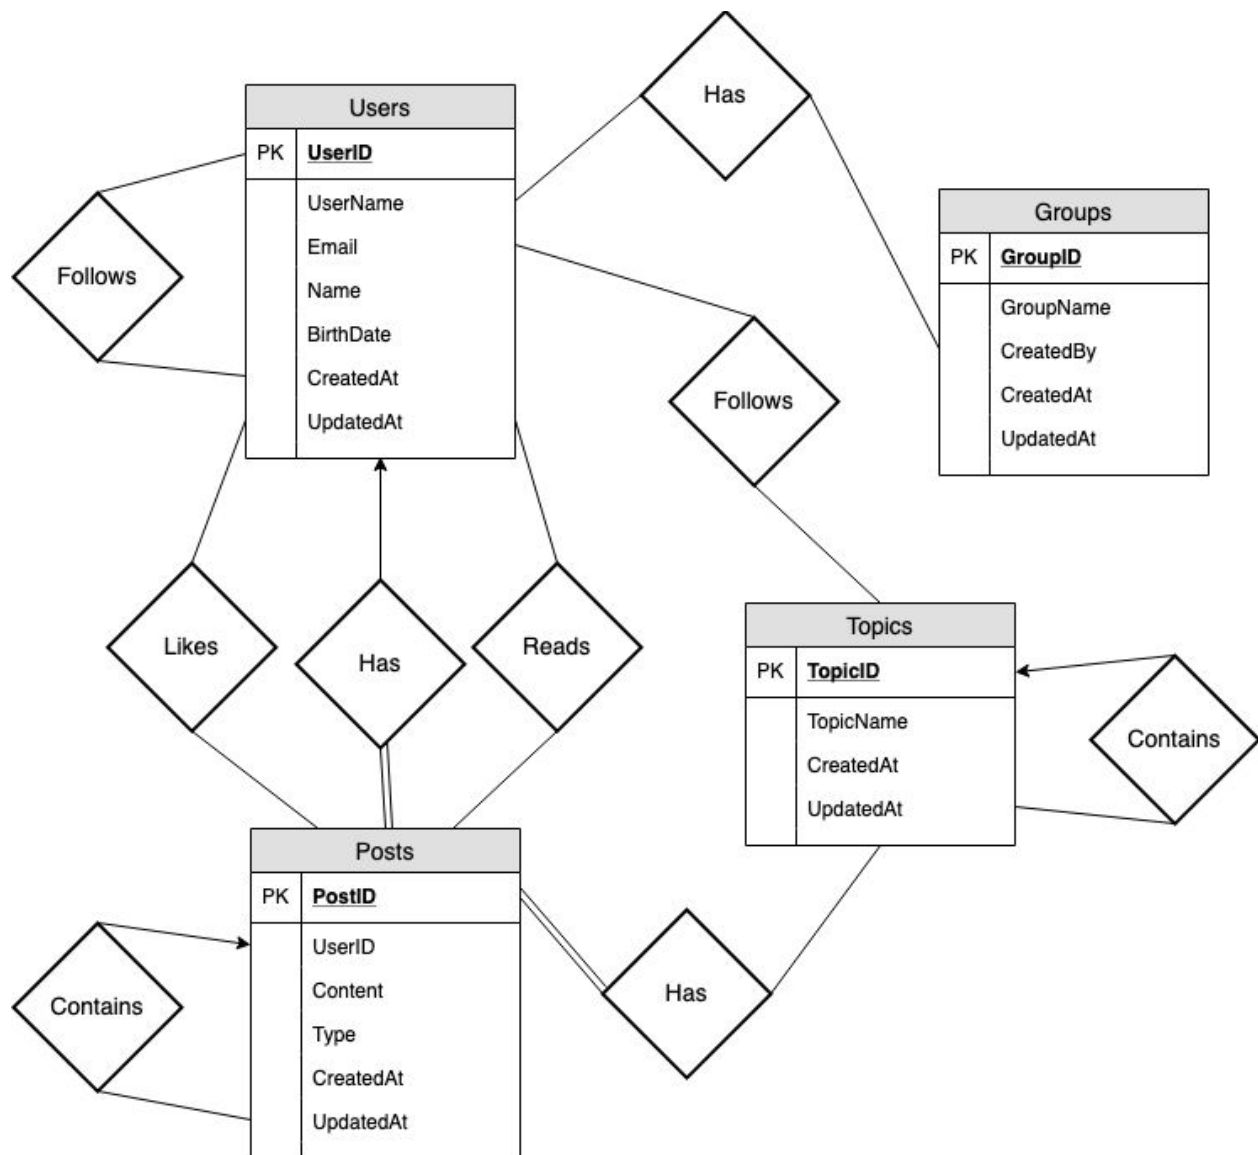 Has
Users
PK UserID
UserName
Email
Name
BirthDate
CreatedAt
UpdatedAt
Follows
Groups
PK GroupID
GroupName
CreatedBy
CreatedAt
UpdatedAt
Follows
Likes
Has
Reads
Topics
PK TopicID
TopicName
CreatedAt
UpdatedAt
Contains
Posts
PK PostID
UserID
Content
Type
CreatedAt
UpdatedAt
Contains
Has